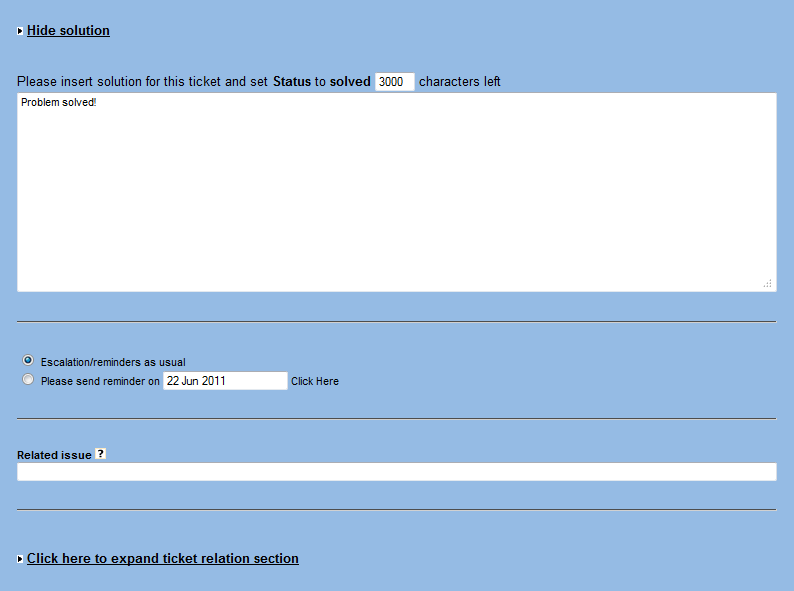 Hide solution
Please insert solution for this ticket and set Status to solved 3000 characters left
Problem solved!
Escalation/reminders as usual
Please send reminder on 22 Jun 2011 Click Here
Related issue ?
Click here to expand ticket relation section